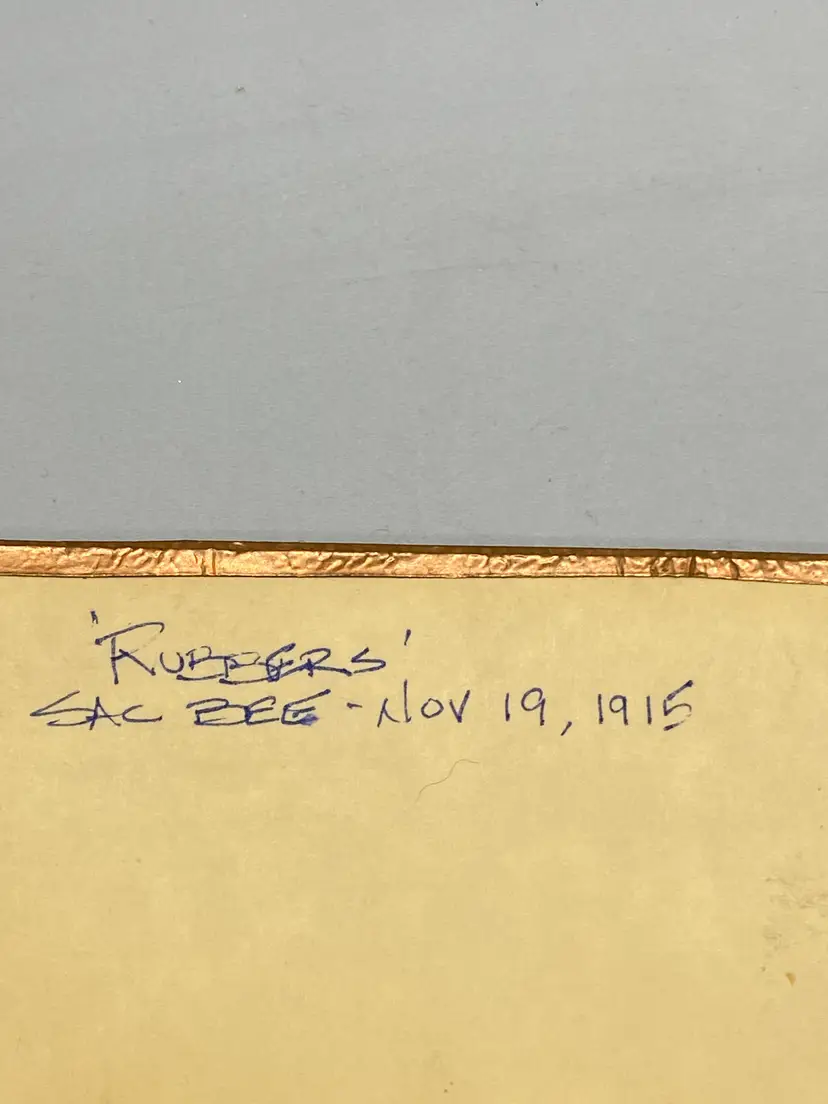 'RUBBERS'
SAC BEE - NOV 19, 1915